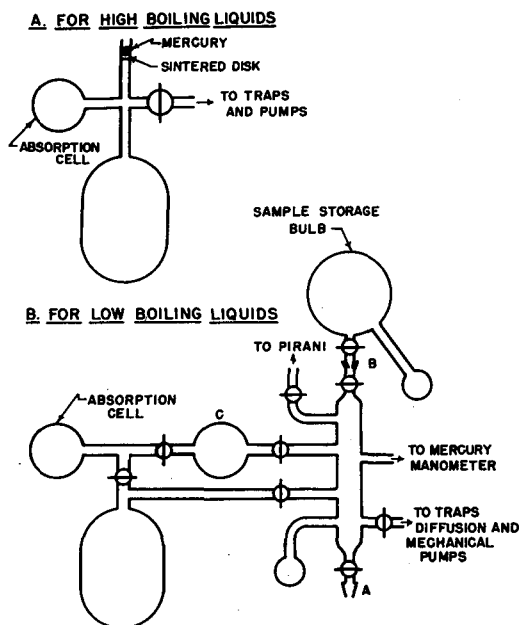 A. FOR HIGH BOILING LIQUIDS
MERCURY
SINTERED DISK
TO TRAPS
AND PUMPS
ABSORPTION
CELL
SAMPLE STORAGE
BULB
B. FOR LOW BOILING LIQUIDS
TO PIRANI
B
ABSORPTION
CELL
C
TO MERCURY
MANOMETER
TO TRAPS
DIFFUSION AND
MECHANICAL
PUMPS
A